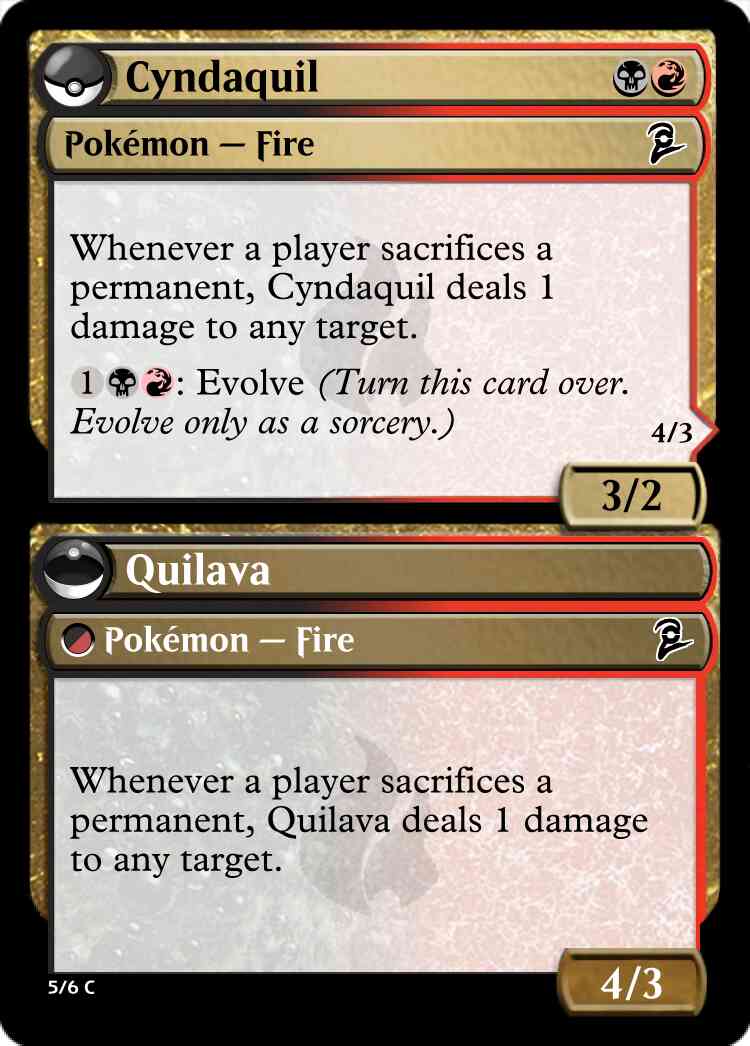 Cyndaquil
Pokémon — Fire
Whenever a player sacrifices a
permanent, Cyndaquil deals 1
damage to any target.
1: Evolve (Turn this card over.
Evolve only as a sorcery.)
4/3
3/2
Quilava
Pokémon — Fire
Whenever a player sacrifices a
permanent, Quilava deals 1 damage
to any target.
5/6 C
4/3